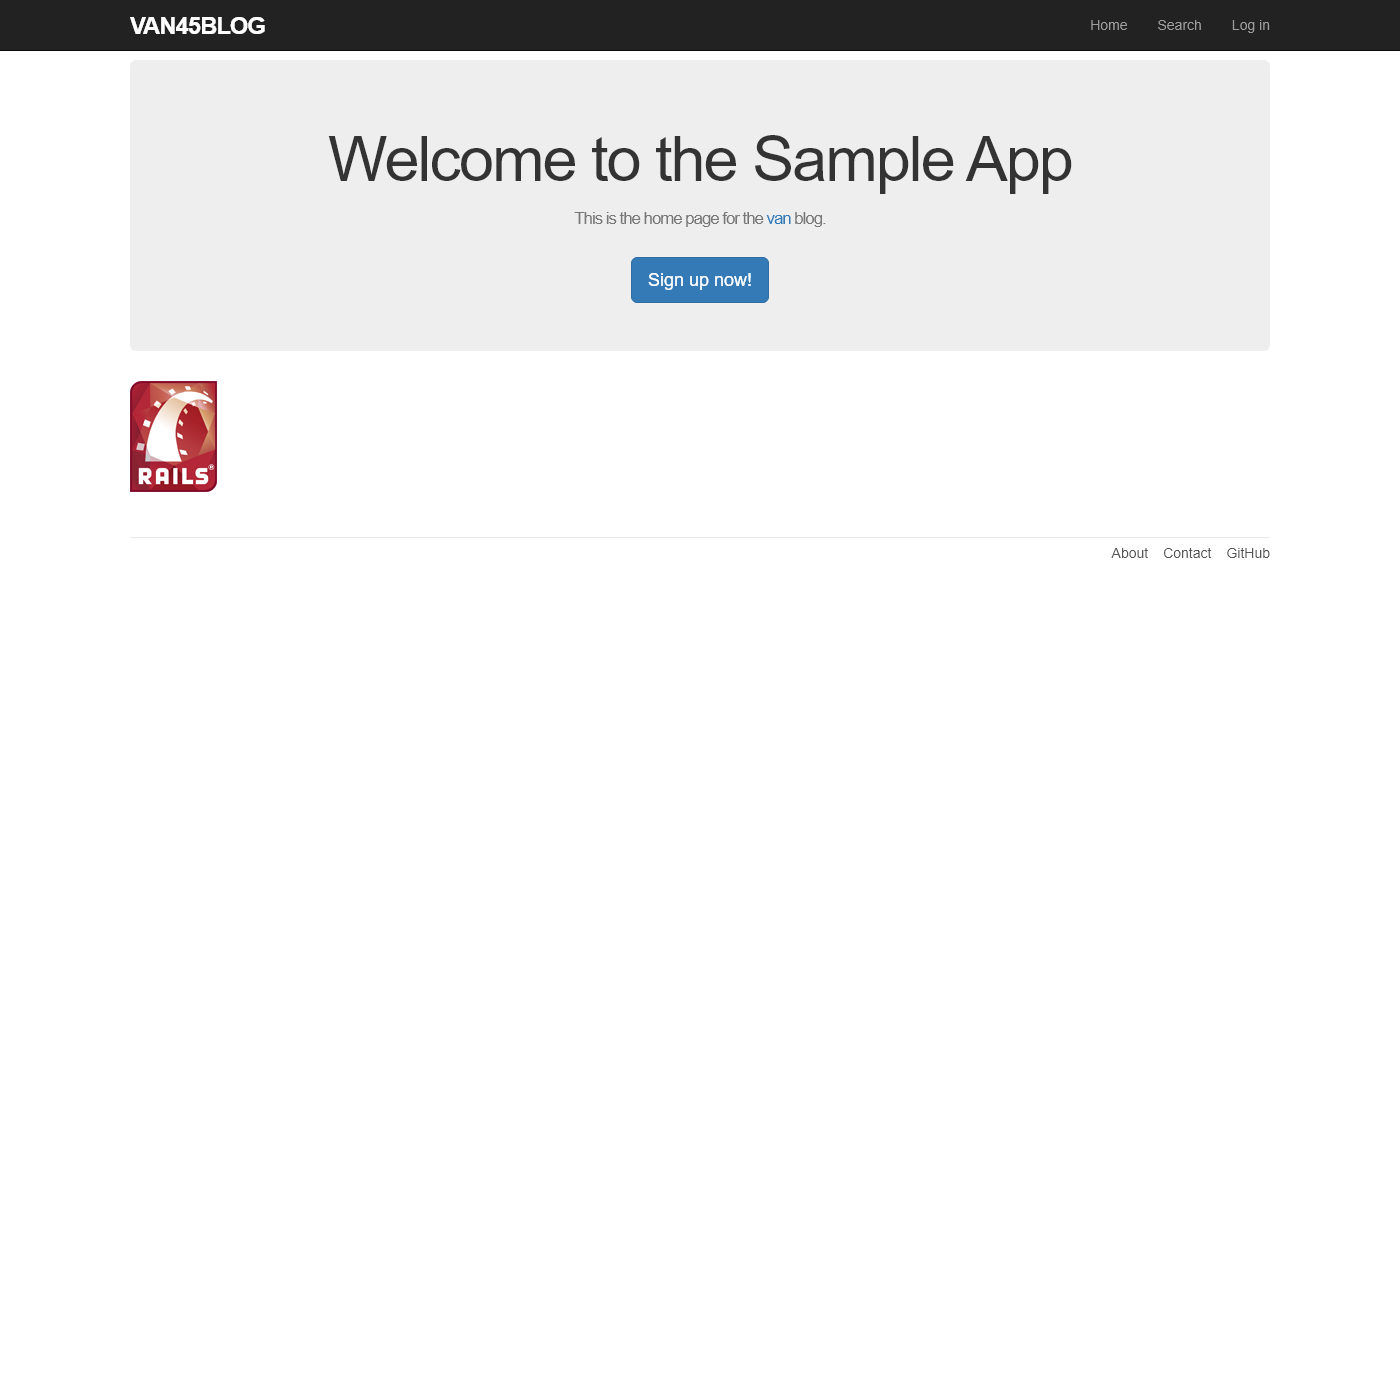 VAN45BLOG
Home Search Log in
Welcome to the Sample App
This is the home page for the van blog.
Sign up now!
RAILS®
About Contact GitHub